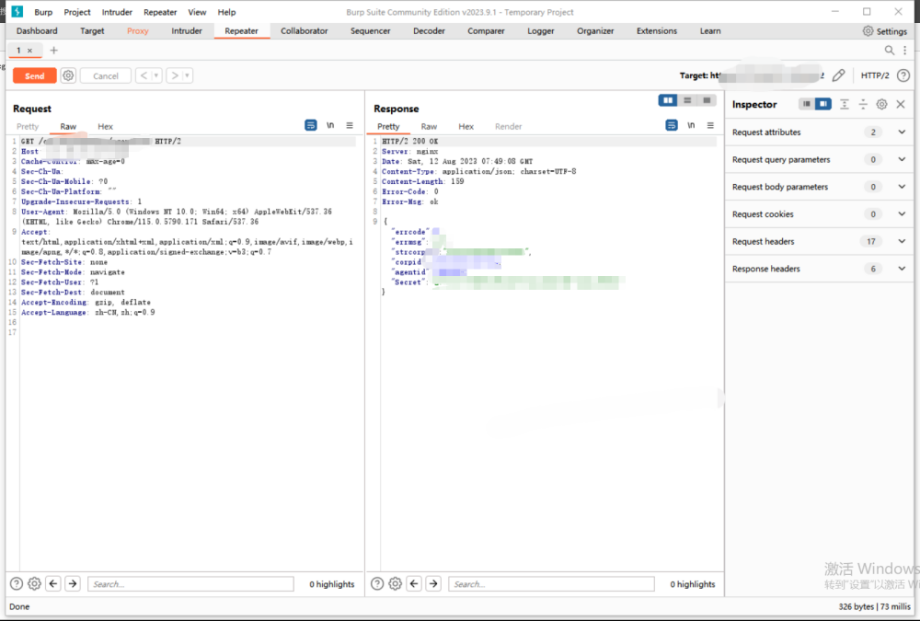 Burp Project Intruder Repeater View Help
Burp Suite Community Edition v2023.9.1 - Temporary Project
Dashboard Target Proxy Intruder Repeater Collaborator Sequencer Decoder Comparer Logger Organizer Extensions Learn
Settings
1 × +
Send Cancel < >
Target: htt
HTTP/2
Request
Pretty Raw Hex
\n
1 GET / HTTP/2
2 Host
3 Cache-Control: max-age=0
4 Sec-Ch-Ua:
5 Sec-Ch-Ua-Mobile: ?0
6 Sec-Ch-Ua-Platform: ""
7 Upgrade-Insecure-Requests: 1
8 User-Agent: Mozilla/5.0 (Windows NT 10.0; Win64; x64) AppleWebKit/537.36
(KHTML, like Gecko) Chrome/115.0.5790.171 Safari/537.36
9 Accept:
text/html,application/xhtml+xml,application/xml;q=0.9,image/avif,image/webp,i
mage/apng,*/*;q=0.8,application/signed-exchange;v=b3;q=0.7
10 Sec-Fetch-Site: none
11 Sec-Fetch-Mode: navigate
12 Sec-Fetch-User: ?1
13 Sec-Fetch-Dest: document
14 Accept-Encoding: gzip, deflate
15 Accept-Language: zh-CN,zh;q=0.9
16
17
Response
Pretty Raw Hex Render
\n
1 HTTP/2 200 OK
2 Server: nginx
3 Date: Sat, 12 Aug 2023 07:49:08 GMT
4 Content-Type: application/json; charset=UTF-8
5 Content-Length: 159
6 Error-Code: 0
7 Error-Msg: ok
8
9 {
"errcode"
"errmsg":
"strcorp
"corpid"
"agentid"
"Secret":
}
Inspector
Request attributes 2
Request query parameters 0
Request body parameters 0
Request cookies 0
Request headers 17
Response headers 6
Search... 0 highlights
Search... 0 highlights
激活 Windows
转到"设置"以激活 W
Done
326 bytes | 73 millis